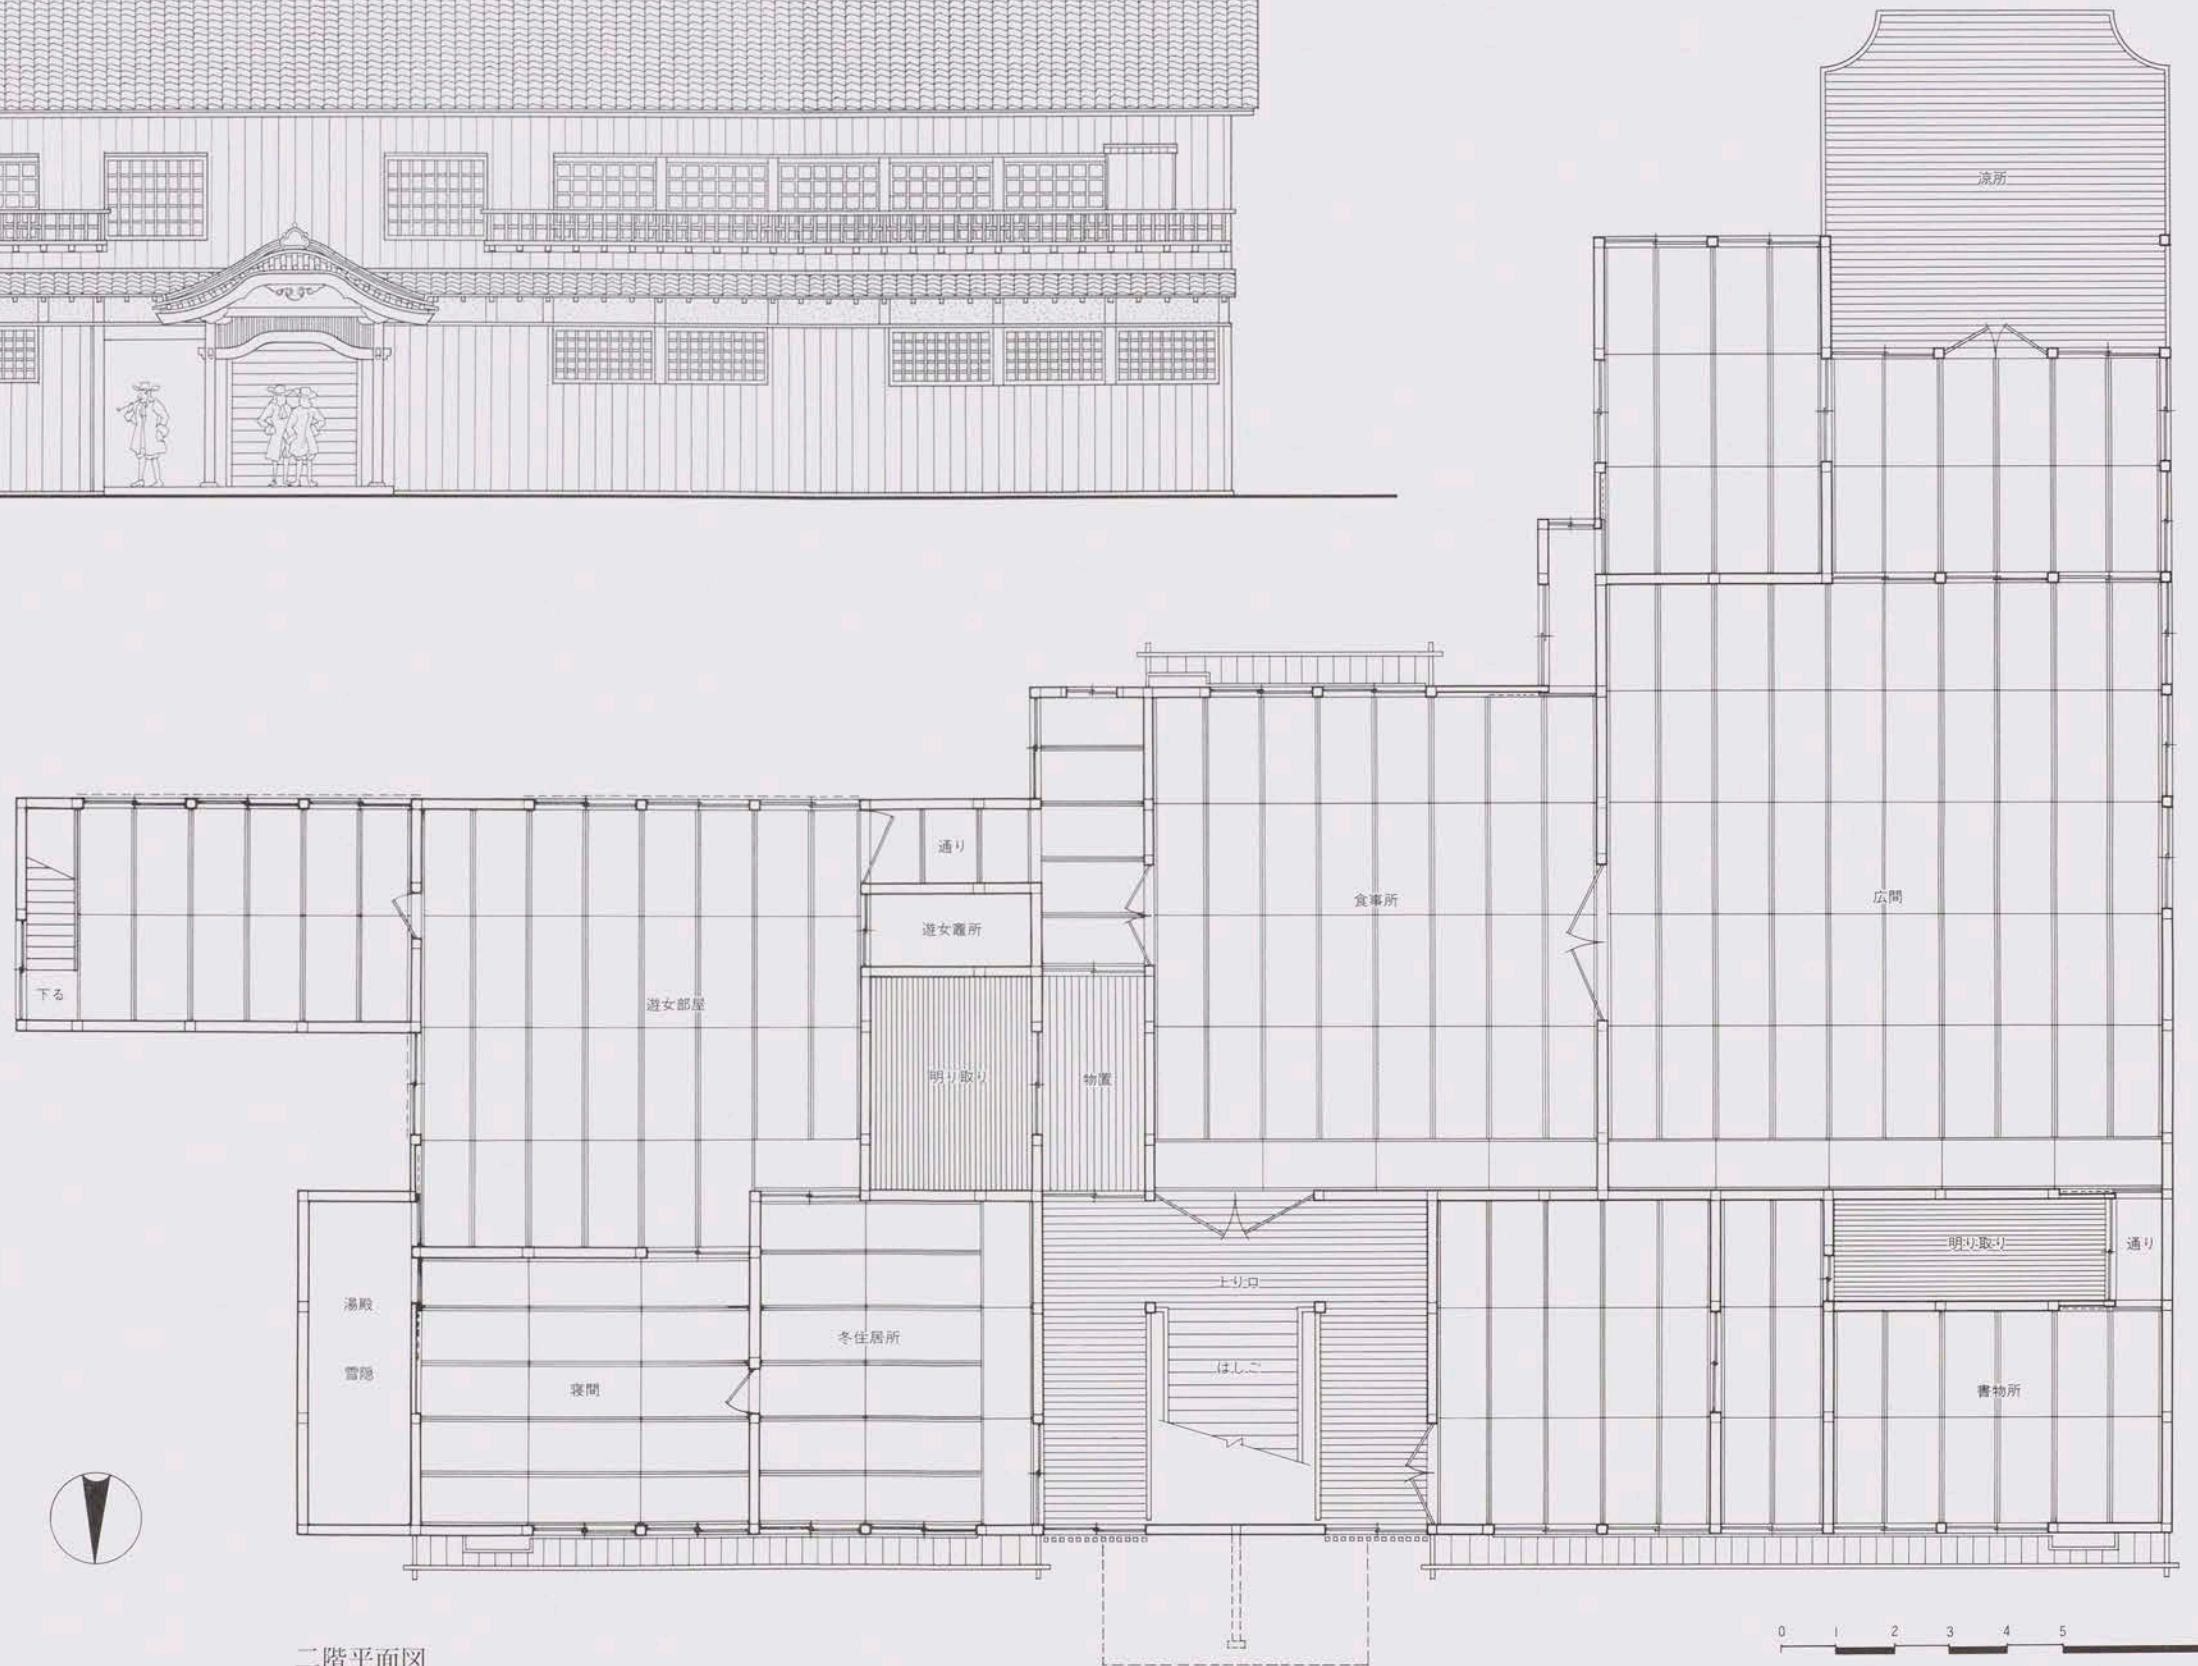 涼所
通り
遊女竈所
食事所
広間
下る
遊女部屋
明り取り
物置
明り取り
通り
上り口
湯殿
雪隠
冬住居所
はしご
寝間
書物所
二階平面図
0 1 2 3 4 5